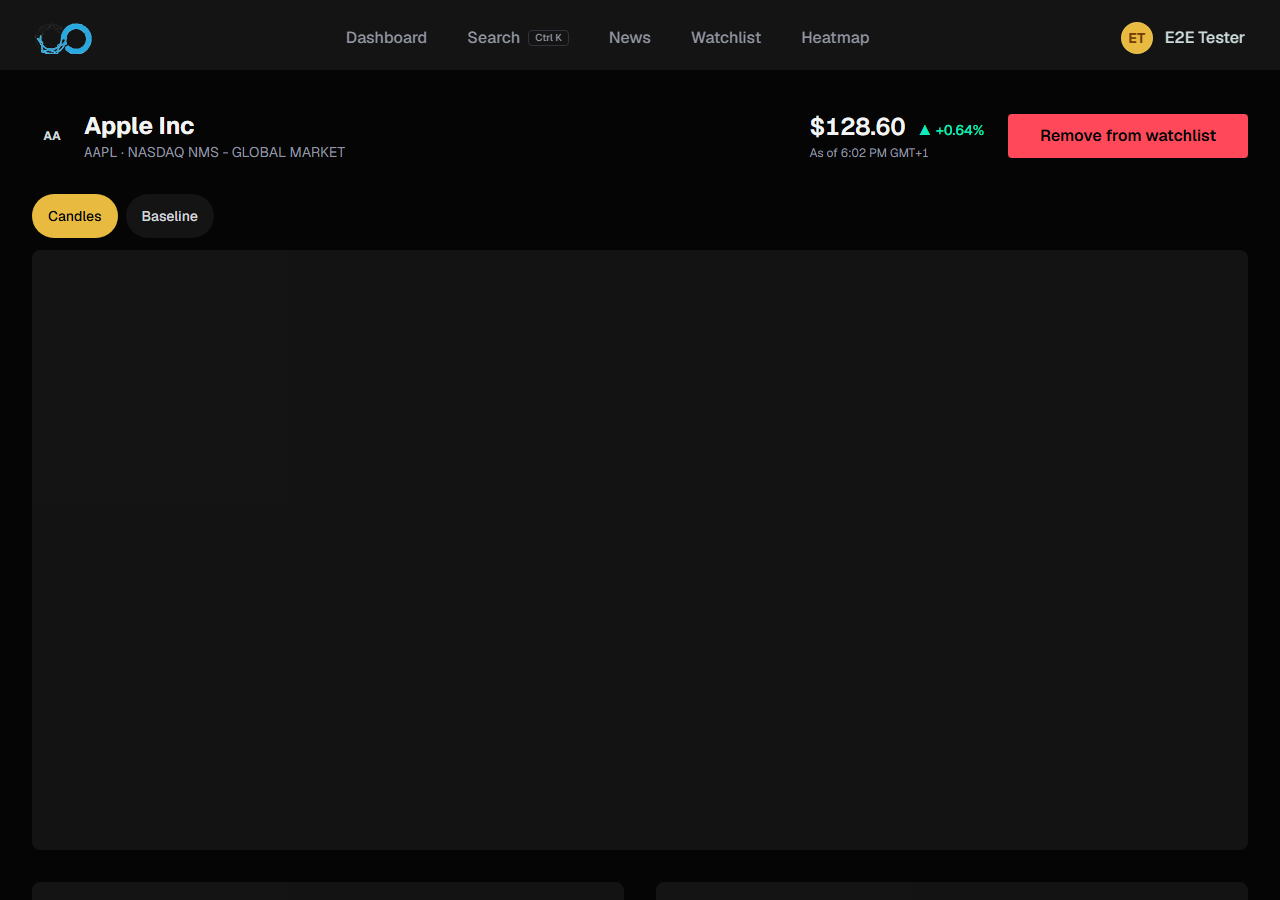 Dashboard Search Ctrl K News Watchlist Heatmap ET E2E Tester
AA Apple Inc
AAPL · NASDAQ NMS - GLOBAL MARKET
$128.60 ▲ +0.64%
As of 6:02 PM GMT+1
Remove from watchlist
Candles Baseline